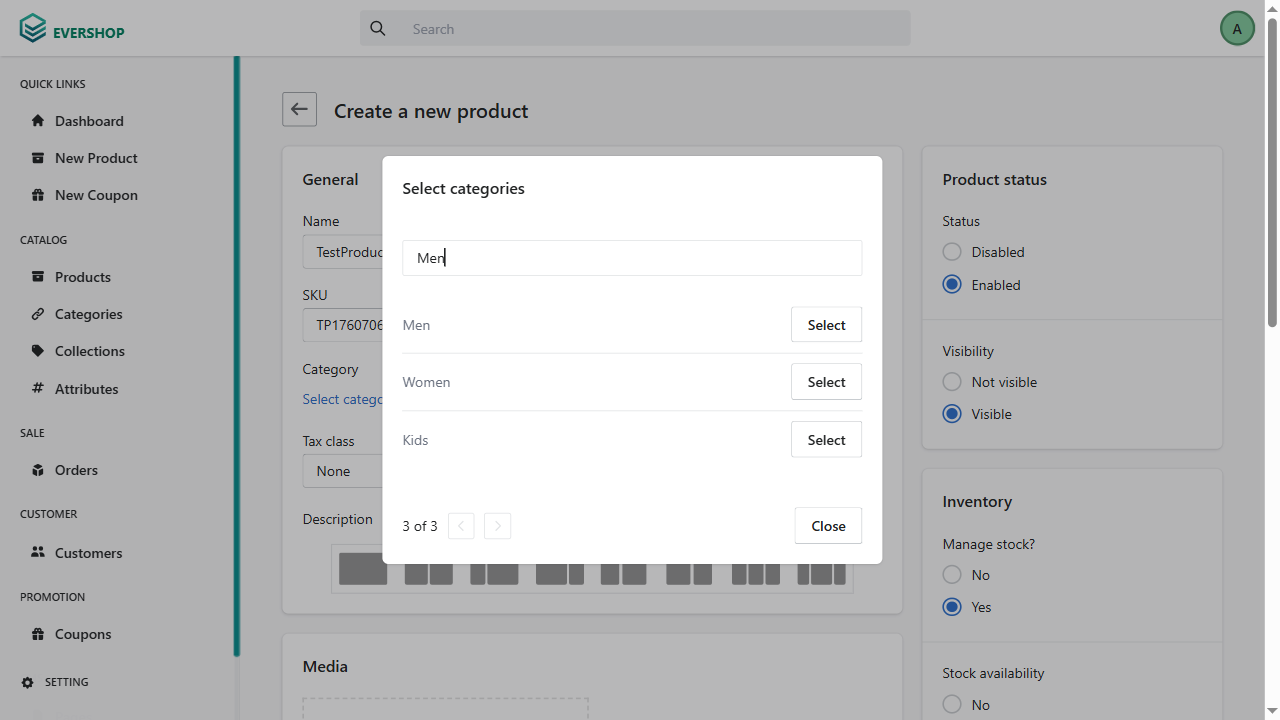 EVERSHOP
Search
A
QUICK LINKS
Dashboard
New Product
New Coupon
CATALOG
Products
Categories
Collections
Attributes
SALE
Orders
CUSTOMER
Customers
PROMOTION
Coupons
SETTING
Create a new product
General
Name
TestProduc
SKU
TP1760706
Category
Select catego
Tax class
None
Description
Media
Select categories
Men
Men
Select
Women
Select
Kids
Select
3 of 3
Close
Product status
Status
Disabled
Enabled
Visibility
Not visible
Visible
Inventory
Manage stock?
No
Yes
Stock availability
No